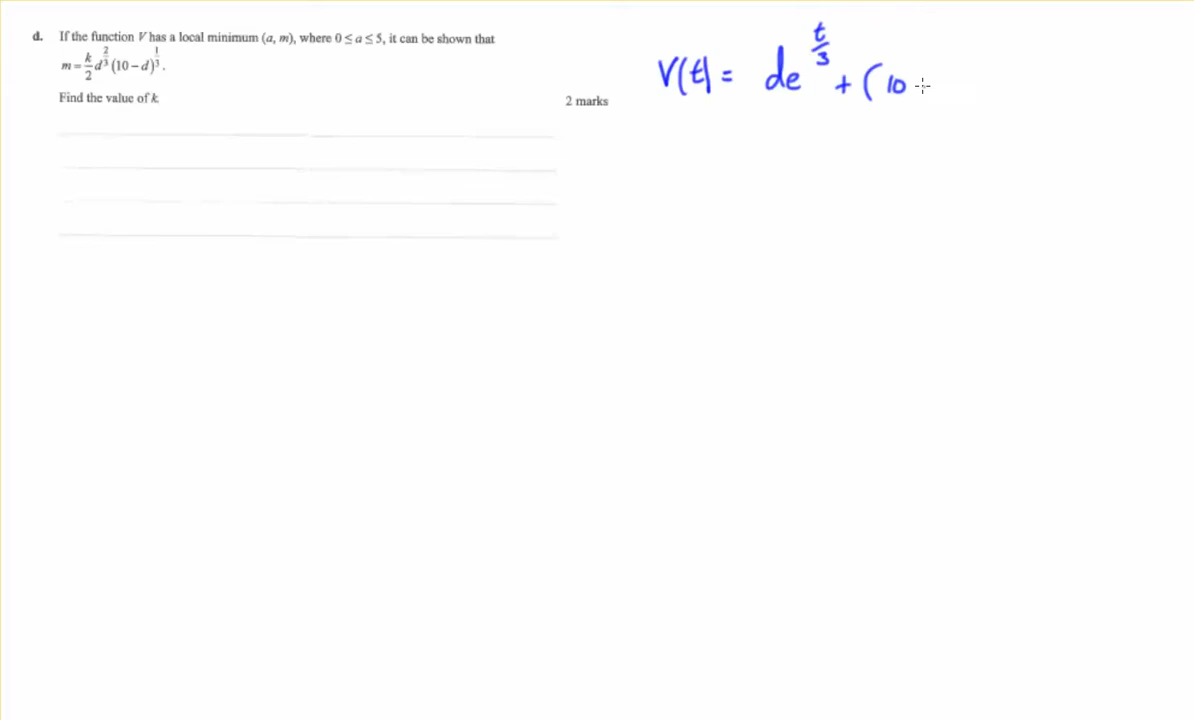 d. If the function V has a local minimum (a, m), where 0 ≤ a ≤ 5, it can be shown that
m = k/2 d^(2/3) (10 − d)^(1/3).
Find the value of k
2 marks
V(t) = de^(t/3) + (10